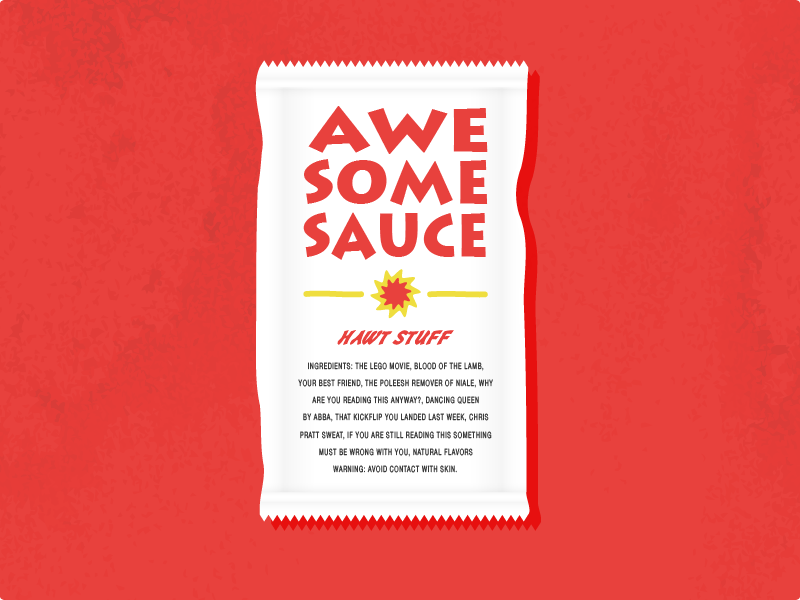 AWE
SOME
SAUCE
HAWT STUFF
INGREDIENTS: THE LEGO MOVIE, BLOOD OF THE LAMB,
YOUR BEST FRIEND, THE POLEESH REMOVER OF NIALE, WHY
ARE YOU READING THIS ANYWAY?, DANCING QUEEN
BY ABBA, THAT KICKFLIP YOU LANDED LAST WEEK, CHRIS
PRATT SWEAT, IF YOU ARE STILL READING THIS SOMETHING
MUST BE WRONG WITH YOU, NATURAL FLAVORS
WARNING: AVOID CONTACT WITH SKIN.